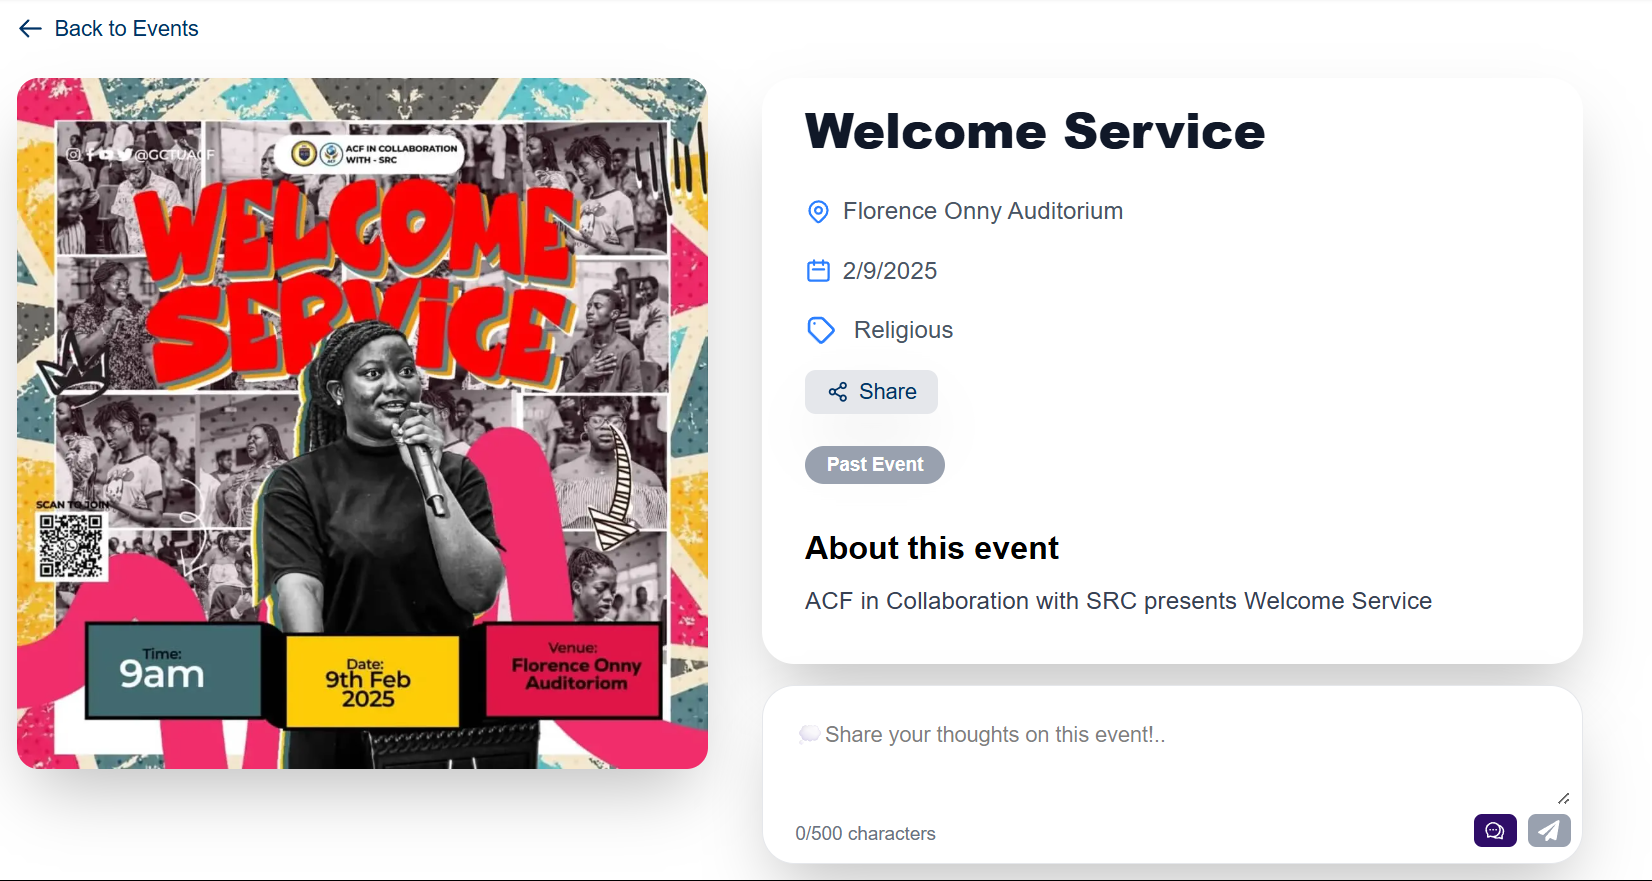 Back to Events
@GCTUACF
ACF IN COLLABORATION
WITH - SRC
WELCOME
SERVICE
SCAN TO JOIN
Time:
9am
Date:
9th Feb
2025
Venue:
Florence Onny
Auditoriom
Welcome Service
Florence Onny Auditorium
2/9/2025
Religious
Share
Past Event
About this event
ACF in Collaboration with SRC presents Welcome Service
Share your thoughts on this event!..
0/500 characters